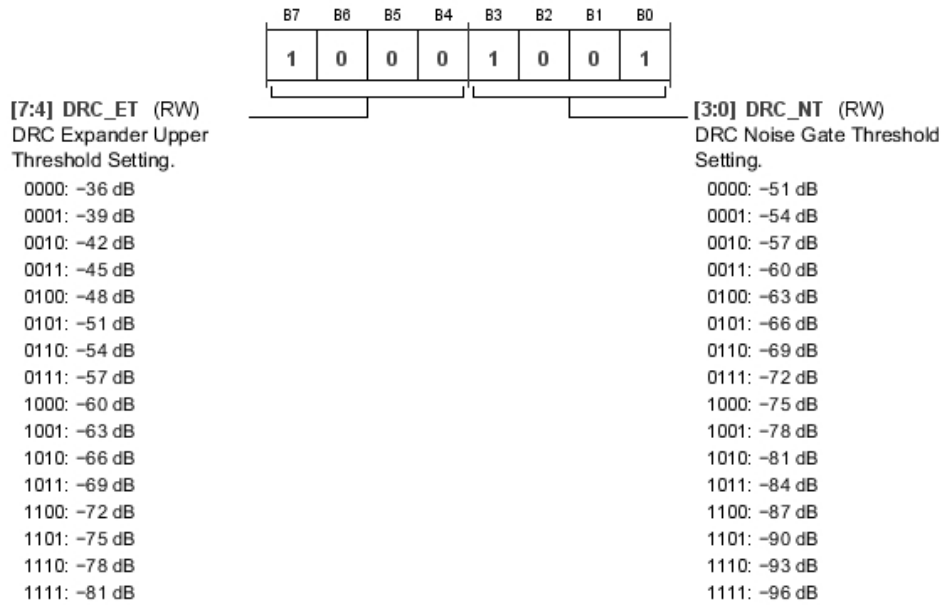 B7 B6 B5 B4 B3 B2 B1 B0
1 0 0 0 1 0 0 1
[7:4] DRC_ET (RW)
DRC Expander Upper
Threshold Setting.
0000: −36 dB
0001: −39 dB
0010: −42 dB
0011: −45 dB
0100: −48 dB
0101: −51 dB
0110: −54 dB
0111: −57 dB
1000: −60 dB
1001: −63 dB
1010: −66 dB
1011: −69 dB
1100: −72 dB
1101: −75 dB
1110: −78 dB
1111: −81 dB
[3:0] DRC_NT (RW)
DRC Noise Gate Threshold
Setting.
0000: −51 dB
0001: −54 dB
0010: −57 dB
0011: −60 dB
0100: −63 dB
0101: −66 dB
0110: −69 dB
0111: −72 dB
1000: −75 dB
1001: −78 dB
1010: −81 dB
1011: −84 dB
1100: −87 dB
1101: −90 dB
1110: −93 dB
1111: −96 dB